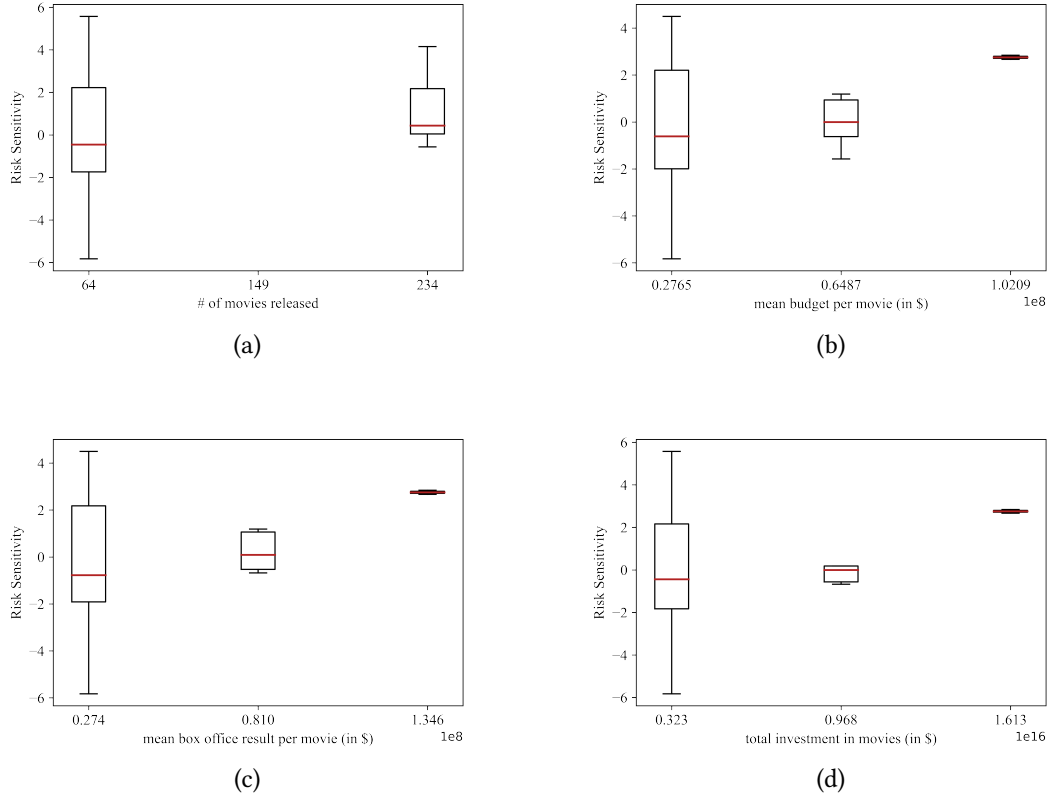 6
4
2
0
−2
−4
−6
Risk Sensitivity
64
149
234
# of movies released
(a)
4
2
0
−2
−4
−6
Risk Sensitivity
0.2765
0.6487
1.0209
1e8
mean budget per movie (in $)
(b)
4
2
0
−2
−4
−6
Risk Sensitivity
0.274
0.810
1.346
1e8
mean box office result per movie (in $)
(c)
6
4
2
0
−2
−4
−6
Risk Sensitivity
0.323
0.968
1.613
1e16
total investment in movies (in $)
(d)